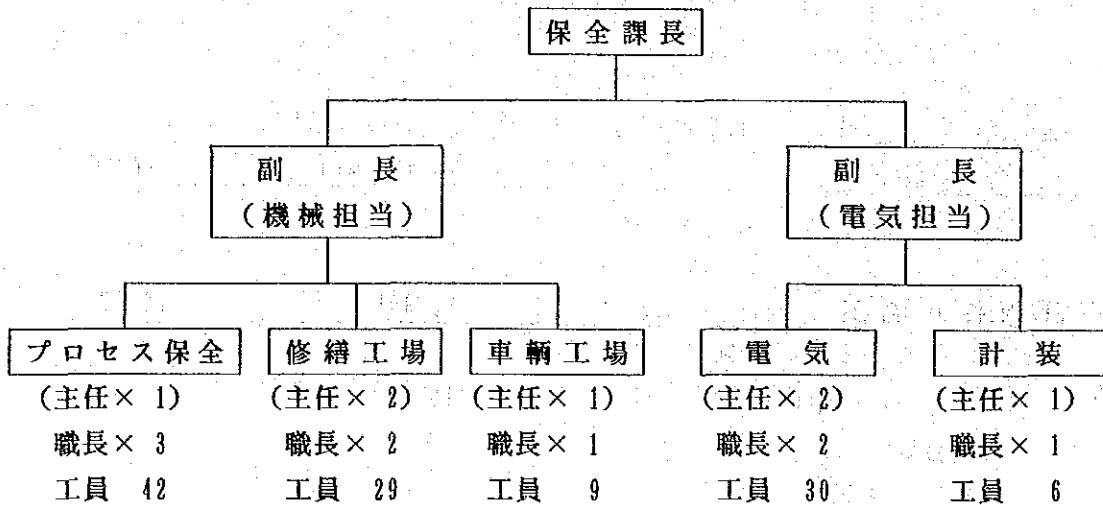 保全課長
副長 副長
(機械担当) (電気担当)
プロセス保全 修繕工場 車輌工場 電気 計装
(主任× 1) (主任× 2) (主任× 1) (主任× 2) (主任× 1)
職長× 3 職長× 2 職長× 1 職長× 2 職長× 1
工員 42 工員 29 工員 9 工員 30 工員 6